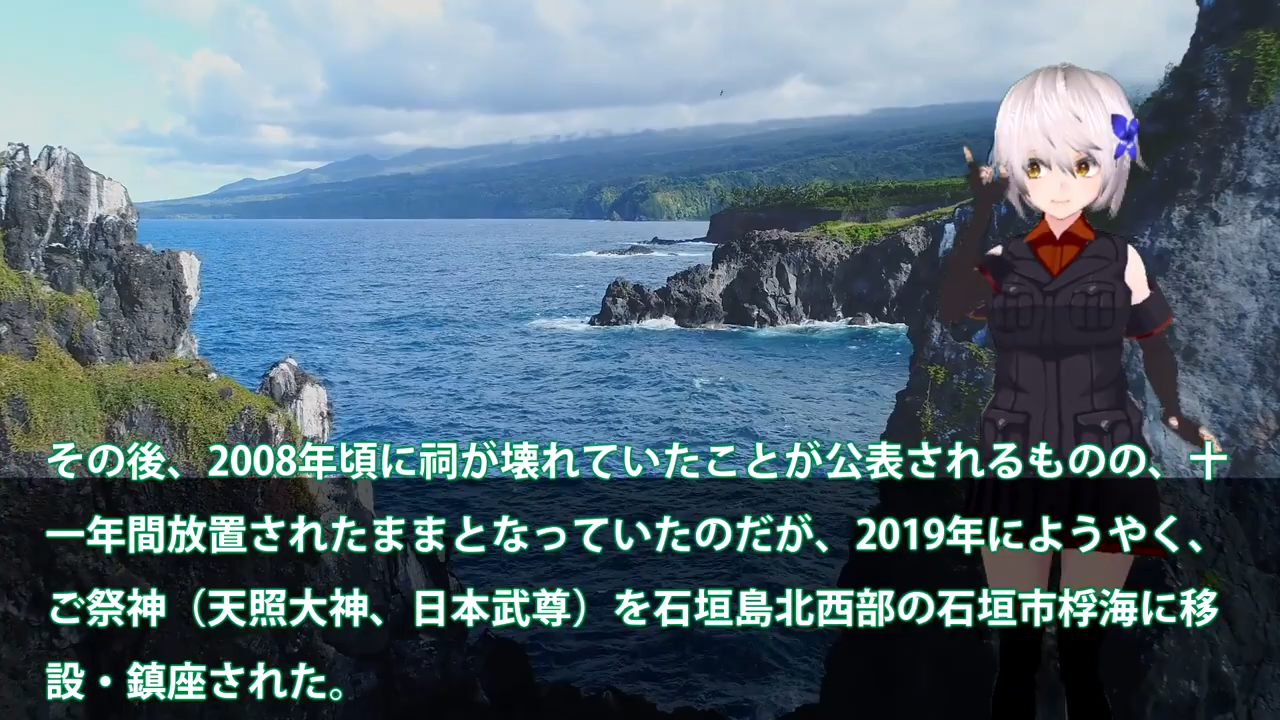 その後、2008年頃に祠が壊れていたことが公表されるものの、十
一年間放置されたままとなっていたのだが、2019年にようやく、
ご祭神（天照大神、日本武尊）を石垣島北西部の石垣市桴海に移
設・鎮座された。